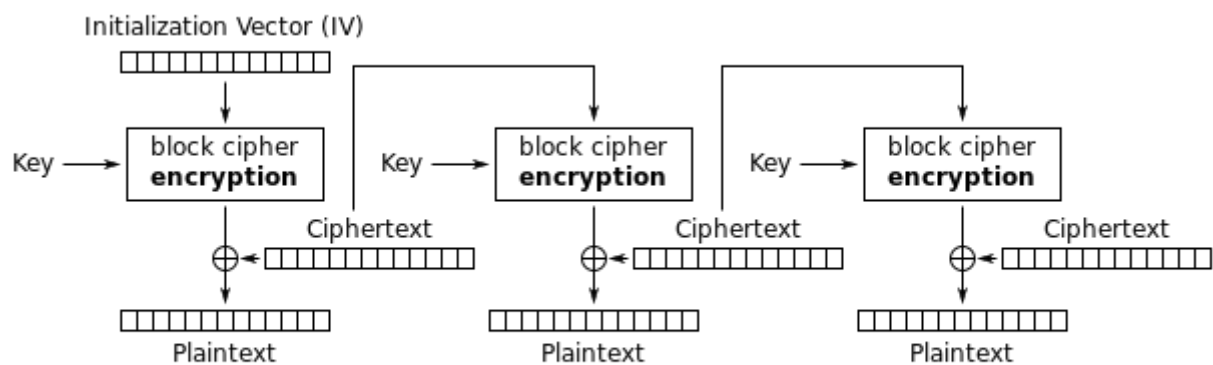 Initialization Vector (IV)
Key
block cipher
encryption
Ciphertext
Plaintext
Key
block cipher
encryption
Ciphertext
Plaintext
Key
block cipher
encryption
Ciphertext
Plaintext